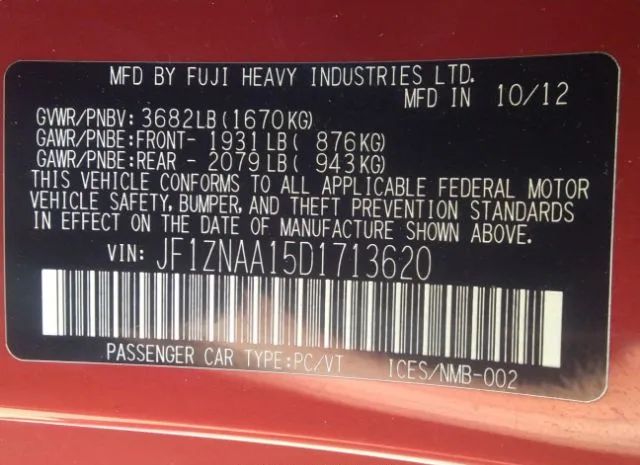 MFD BY FUJI HEAVY INDUSTRIES LTD.
MFD IN 10/12
GVWR/PNBV: 3682LB(1670KG)
GAWR/PNBE:FRONT- 1931LB( 876KG)
GAWR/PNBE:REAR - 2079LB( 943KG)
THIS VEHICLE CONFORMS TO ALL APPLICABLE FEDERAL MOTOR
VEHICLE SAFETY, BUMPER, AND THEFT PREVENTION STANDARDS
IN EFFECT ON THE DATE OF MANUFACTURE SHOWN ABOVE.
VIN: JF1ZNAA15D1713620
PASSENGER CAR TYPE:PC/VT ICES/NMB-002